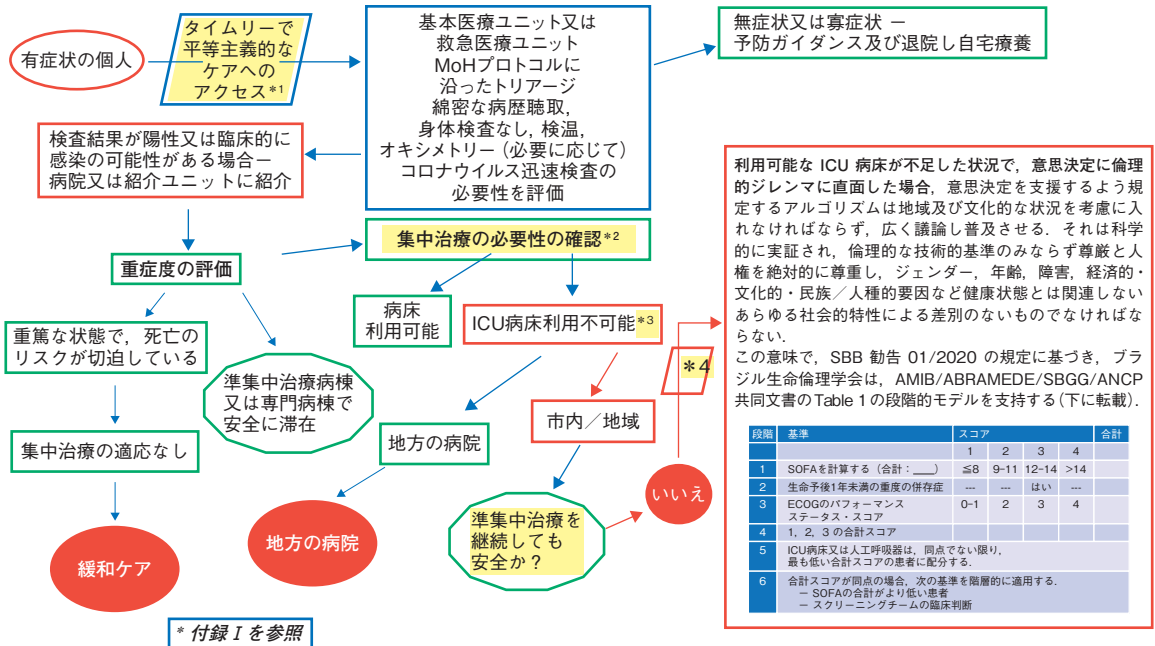 有症状の個人
タイムリーで
平等主義的な
ケアへの
アクセス*1
基本医療ユニット又は
救急医療ユニット
MoHプロトコルに
沿ったトリアージ
綿密な病歴聴取,
身体検査なし, 検温,
オキシメトリー（必要に応じて）
コロナウイルス迅速検査の
必要性を評価
無症状又は寡症状 －
予防ガイダンス及び退院し自宅療養
検査結果が陽性又は臨床的に
感染の可能性がある場合－
病院又は紹介ユニットに紹介
重症度の評価
集中治療の必要性の確認*2
病床
利用可能
ICU病床利用不可能*3
重篤な状態で, 死亡の
リスクが切迫している
準集中治療病棟
又は専門病棟で
安全に滞在
集中治療の適応なし
緩和ケア
地方の病院
地方の病院
市内／地域
準集中治療を
継続しても
安全か？
いいえ
＊4
利用可能な ICU 病床が不足した状況で, 意思決定に倫理
的ジレンマに直面した場合, 意思決定を支援するよう規
定するアルゴリズムは地域及び文化的な状況を考慮に入
れなければならず, 広く議論し普及させる. それは科学
的に実証され, 倫理的な技術的基準のみならず尊厳と人
権を絶対的に尊重し, ジェンダー, 年齢, 障害, 経済的・
文化的・民族／人種的要因など健康状態とは関連しない
あらゆる社会的特性による差別のないものでなければな
らない.
この意味で, SBB 勧告 01/2020 の規定に基づき, ブラ
ジル生命倫理学会は, AMIB/ABRAMEDE/SBGG/ANCP
共同文書のTable 1の段階的モデルを支持する（下に転載）.
段階 基準 スコア 合計
1 2 3 4
1 SOFAを計算する（合計：____） ≦8 9-11 12-14 >14
2 生命予後1年未満の重度の併存症 --- --- はい ---
3 ECOGのパフォーマンス 0-1 2 3 4
ステータス・スコア
4 1, 2, 3 の合計スコア
5 ICU病床又は人工呼吸器は, 同点でない限り,
最も低い合計スコアの患者に配分する.
6 合計スコアが同点の場合, 次の基準を階層的に適用する.
－ SOFAの合計がより低い患者
－ スクリーニングチームの臨床判断
* 付録 I を参照